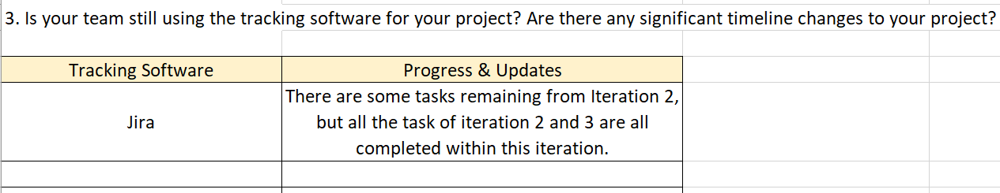 3. Is your team still using the tracking software for your project? Are there any significant timeline changes to your project?
Tracking Software
Progress & Updates
Jira
There are some tasks remaining from Iteration 2,
but all the task of iteration 2 and 3 are all
completed within this iteration.